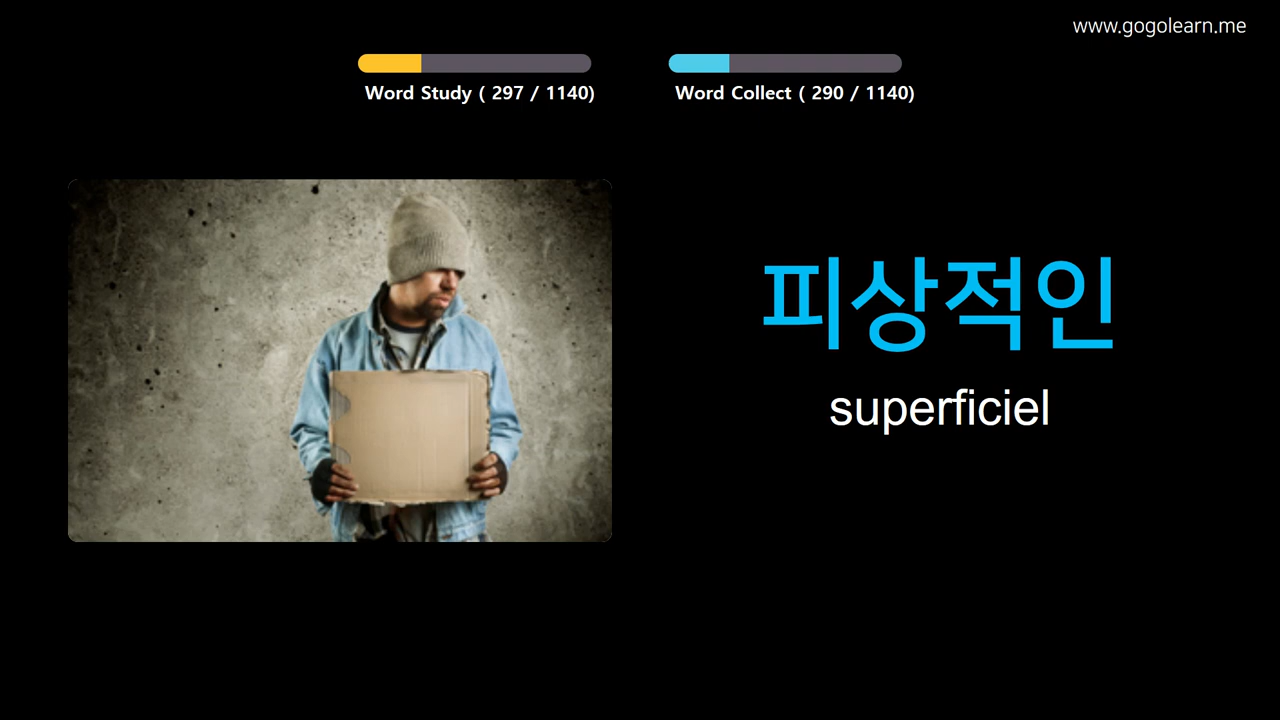 www.gogolearn.me
Word Study ( 297 / 1140)
Word Collect ( 290 / 1140)
피상적인
superficiel